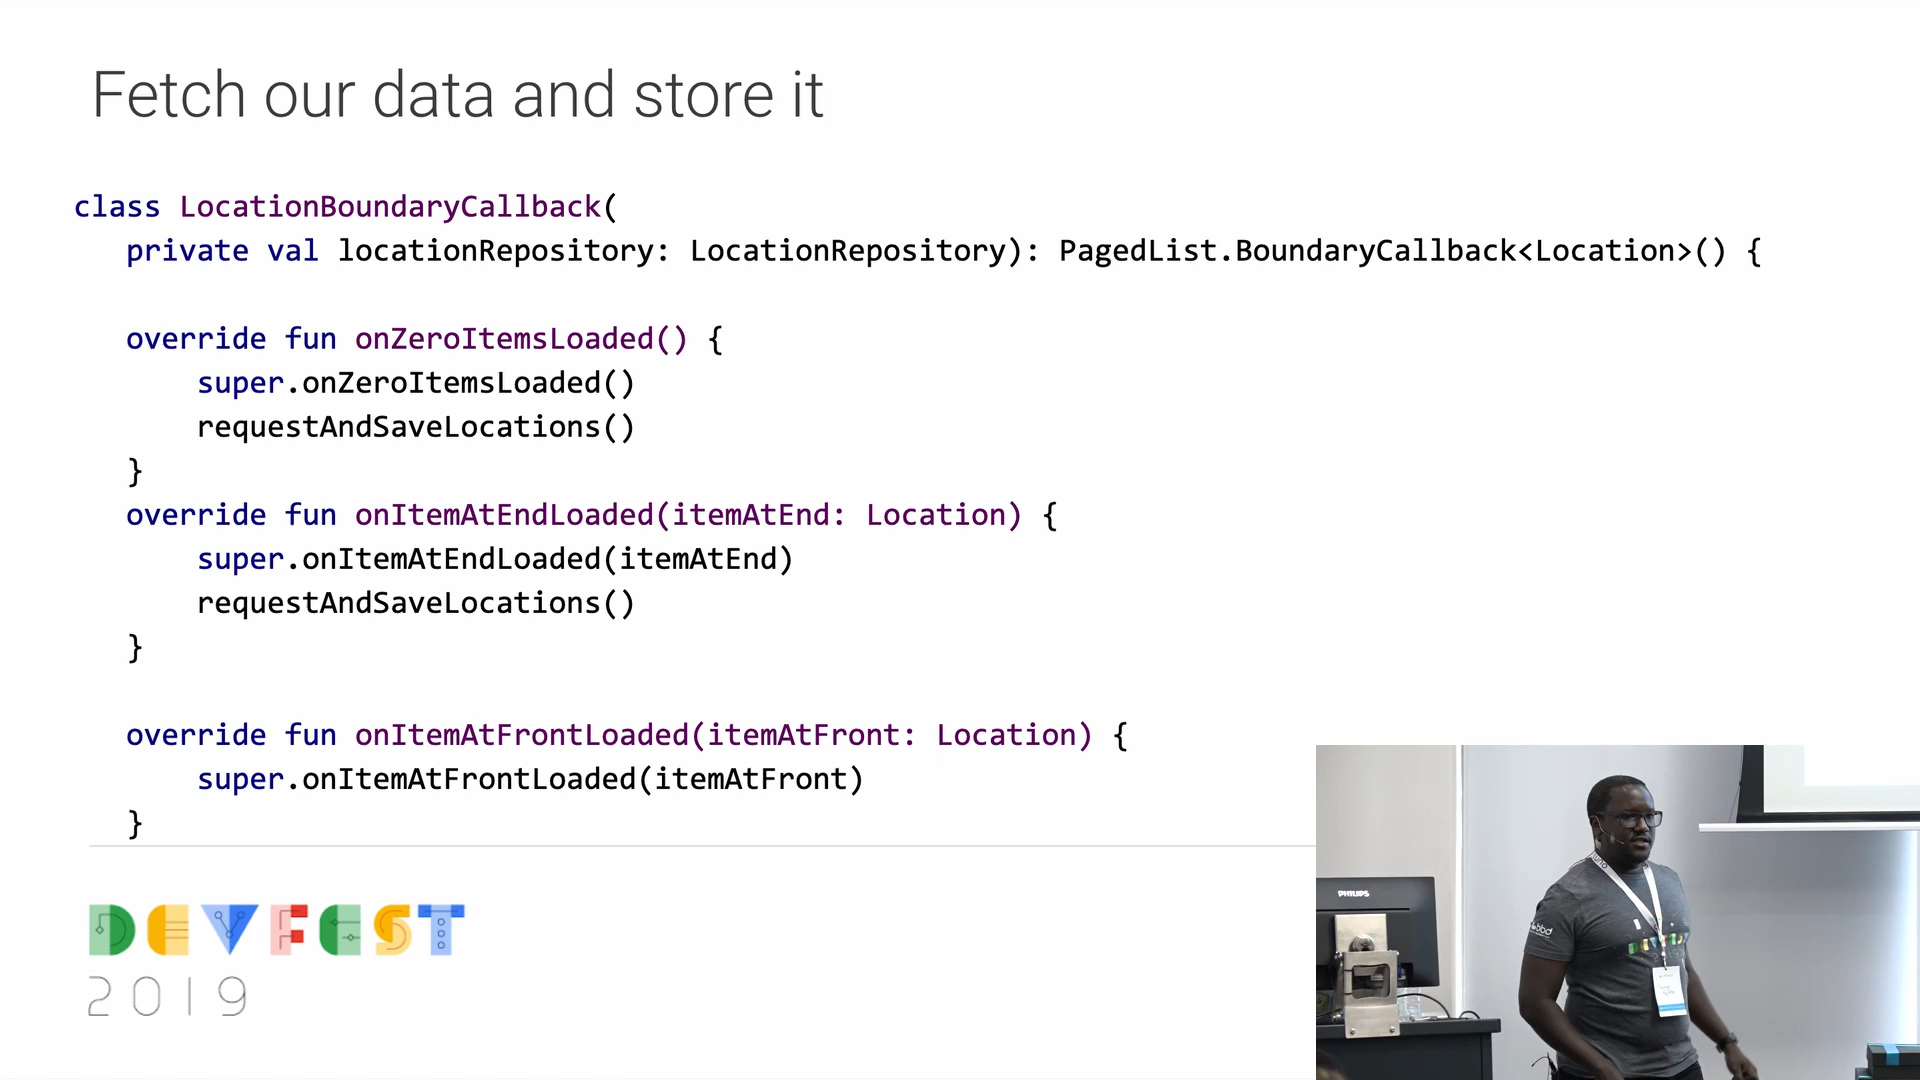 Fetch our data and store it
class LocationBoundaryCallback(
private val locationRepository: LocationRepository): PagedList.BoundaryCallback<Location>() {
override fun onZeroItemsLoaded() {
super.onZeroItemsLoaded()
requestAndSaveLocations()
}
override fun onItemAtEndLoaded(itemAtEnd: Location) {
super.onItemAtEndLoaded(itemAtEnd)
requestAndSaveLocations()
}
override fun onItemAtFrontLoaded(itemAtFront: Location) {
super.onItemAtFrontLoaded(itemAtFront)
}
DEVFEST
2019
PHILIPS
bbd
DEVFEST